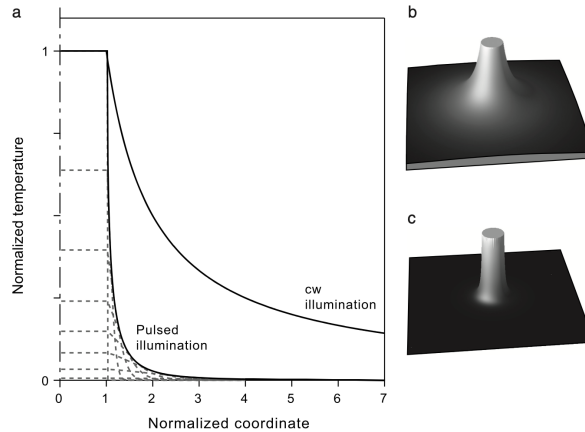 a
Normalized temperature
1
0
cw
illumination
Pulsed
illumination
0
1
2
3
4
5
6
7
Normalized coordinate
b
c